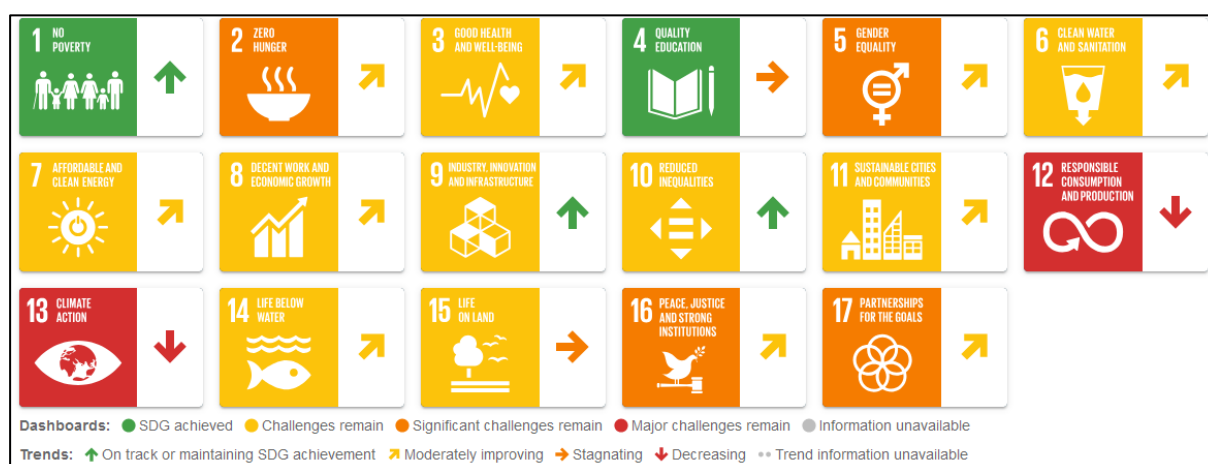 1 NO
POVERTY
2 ZERO
HUNGER
3 GOOD HEALTH
AND WELL-BEING
4 QUALITY
EDUCATION
5 GENDER
EQUALITY
6 CLEAN WATER
AND SANITATION
7 AFFORDABLE AND
CLEAN ENERGY
8 DECENT WORK AND
ECONOMIC GROWTH
9 INDUSTRY, INNOVATION
AND INFRASTRUCTURE
10 REDUCED
INEQUALITIES
11 SUSTAINABLE CITIES
AND COMMUNITIES
12 RESPONSIBLE
CONSUMPTION
AND PRODUCTION
13 CLIMATE
ACTION
14 LIFE BELOW
WATER
15 LIFE
ON LAND
16 PEACE, JUSTICE
AND STRONG
INSTITUTIONS
17 PARTNERSHIPS
FOR THE GOALS
Dashboards: SDG achieved Challenges remain Significant challenges remain Major challenges remain Information unavailable
Trends: On track or maintaining SDG achievement Moderately improving Stagnating Decreasing Trend information unavailable